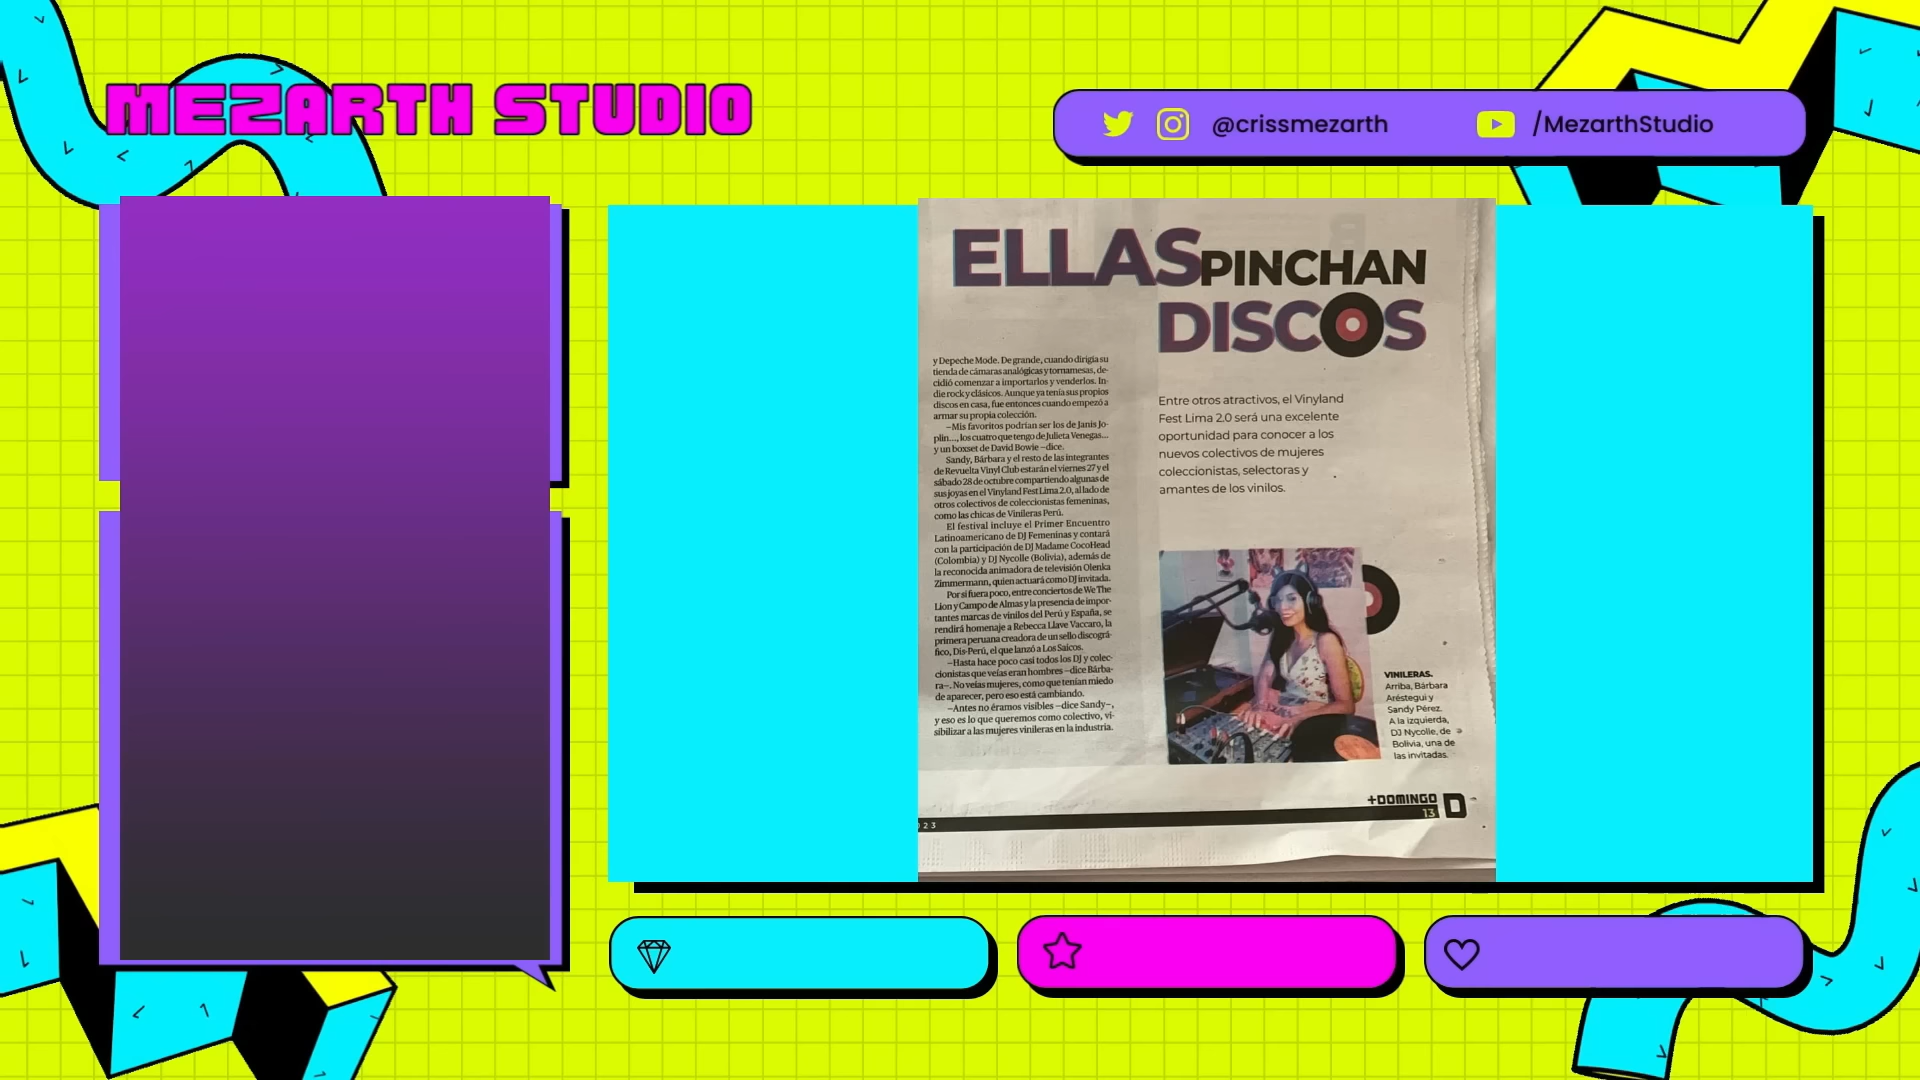 MEZARTH STUDIO
@crissmezarth
/MezarthStudio
ELLAS PINCHAN
DISCOS
y Depeche Mode. De grande, cuando dirigía su
tienda de cámaras analógicas y tornamesas, de-
cidió comenzar a importarlos y venderlos. In-
die rock y clásicos. Aunque ya tenía sus propios
discos en casa, fue entonces cuando empezó a
armar su propia colección.
—Mis favoritos podrían ser los de Janis Jo-
plin..., los cuatro que tengo de Julieta Venegas...
y un boxset de David Bowie —dice.
Sandy, Bárbara y el resto de las integrantes
de Revuelta Vinyl Club estarán el viernes 27 y el
sábado 28 de octubre compartiendo algunas de
sus joyas en el Vinyland Fest Lima 2.0, al lado de
otros colectivos de coleccionistas femeninas,
como las chicas de Vinileras Perú.
El festival incluye el Primer Encuentro
Latinoamericano de DJ Femeninas y contará
con la participación de DJ Madame CocoHead
(Colombia) y DJ Nycolle (Bolivia), además de
la reconocida animadora de televisión Olenka
Zimmermann, quien actuará como DJ invitada.
Por si fuera poco, entre conciertos de We The
Lion y Campo de Almas y la presencia de impor-
tantes marcas de vinilos del Perú y España, se
rendirá homenaje a Rebecca Llave Vaccaro, la
primera peruana creadora de un sello discográ-
fico, Dis-Perú, el que lanzó a Los Saicos.
—Hasta hace poco casi todos los DJ y colec-
cionistas que veías eran hombres —dice Bárba-
ra—. No veías mujeres, como que tenían miedo
de aparecer, pero eso está cambiando.
—Antes no éramos visibles —dice Sandy—,
y eso es lo que queremos como colectivo, vi-
sibilizar a las mujeres vinileras en la industria.
Entre otros atractivos, el Vinyland
Fest Lima 2.0 será una excelente
oportunidad para conocer a los
nuevos colectivos de mujeres
coleccionistas, selectoras y
amantes de los vinilos.
VINILERAS.
Arriba, Bárbara
Aréstegui y
Sandy Pérez.
A la izquierda,
DJ Nycolle, de
Bolivia, una de
las invitadas.
+DOMINGO D
13
023